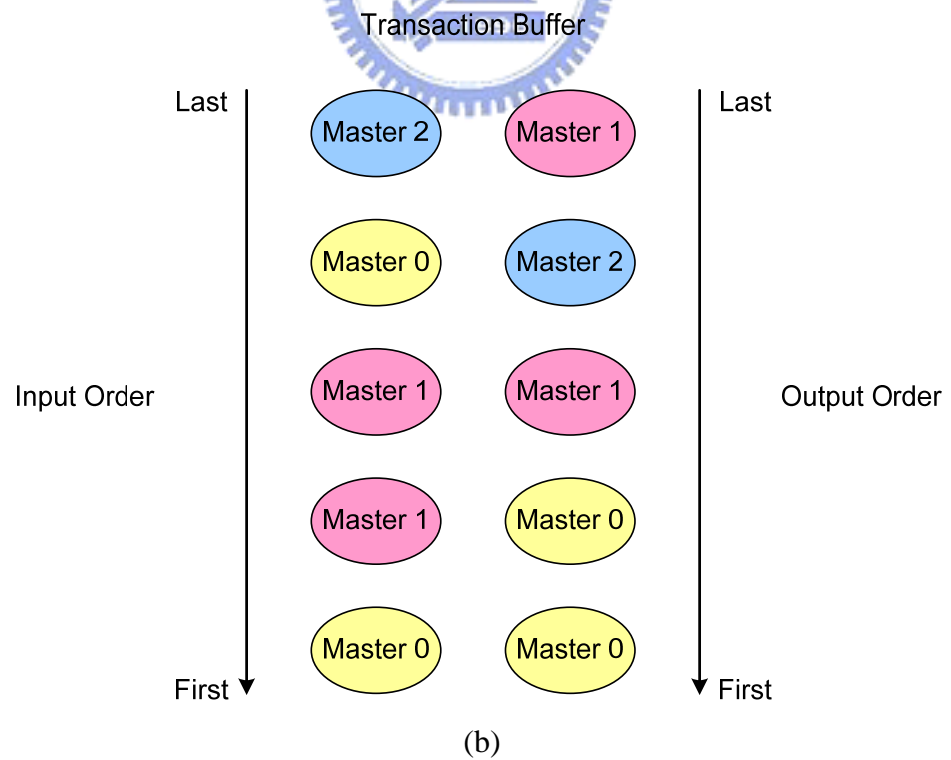 Transaction Buffer
Last
Last
Master 2
Master 1
Master 0
Master 2
Input Order
Master 1
Master 1
Output Order
Master 1
Master 0
Master 0
Master 0
First
First
(b)